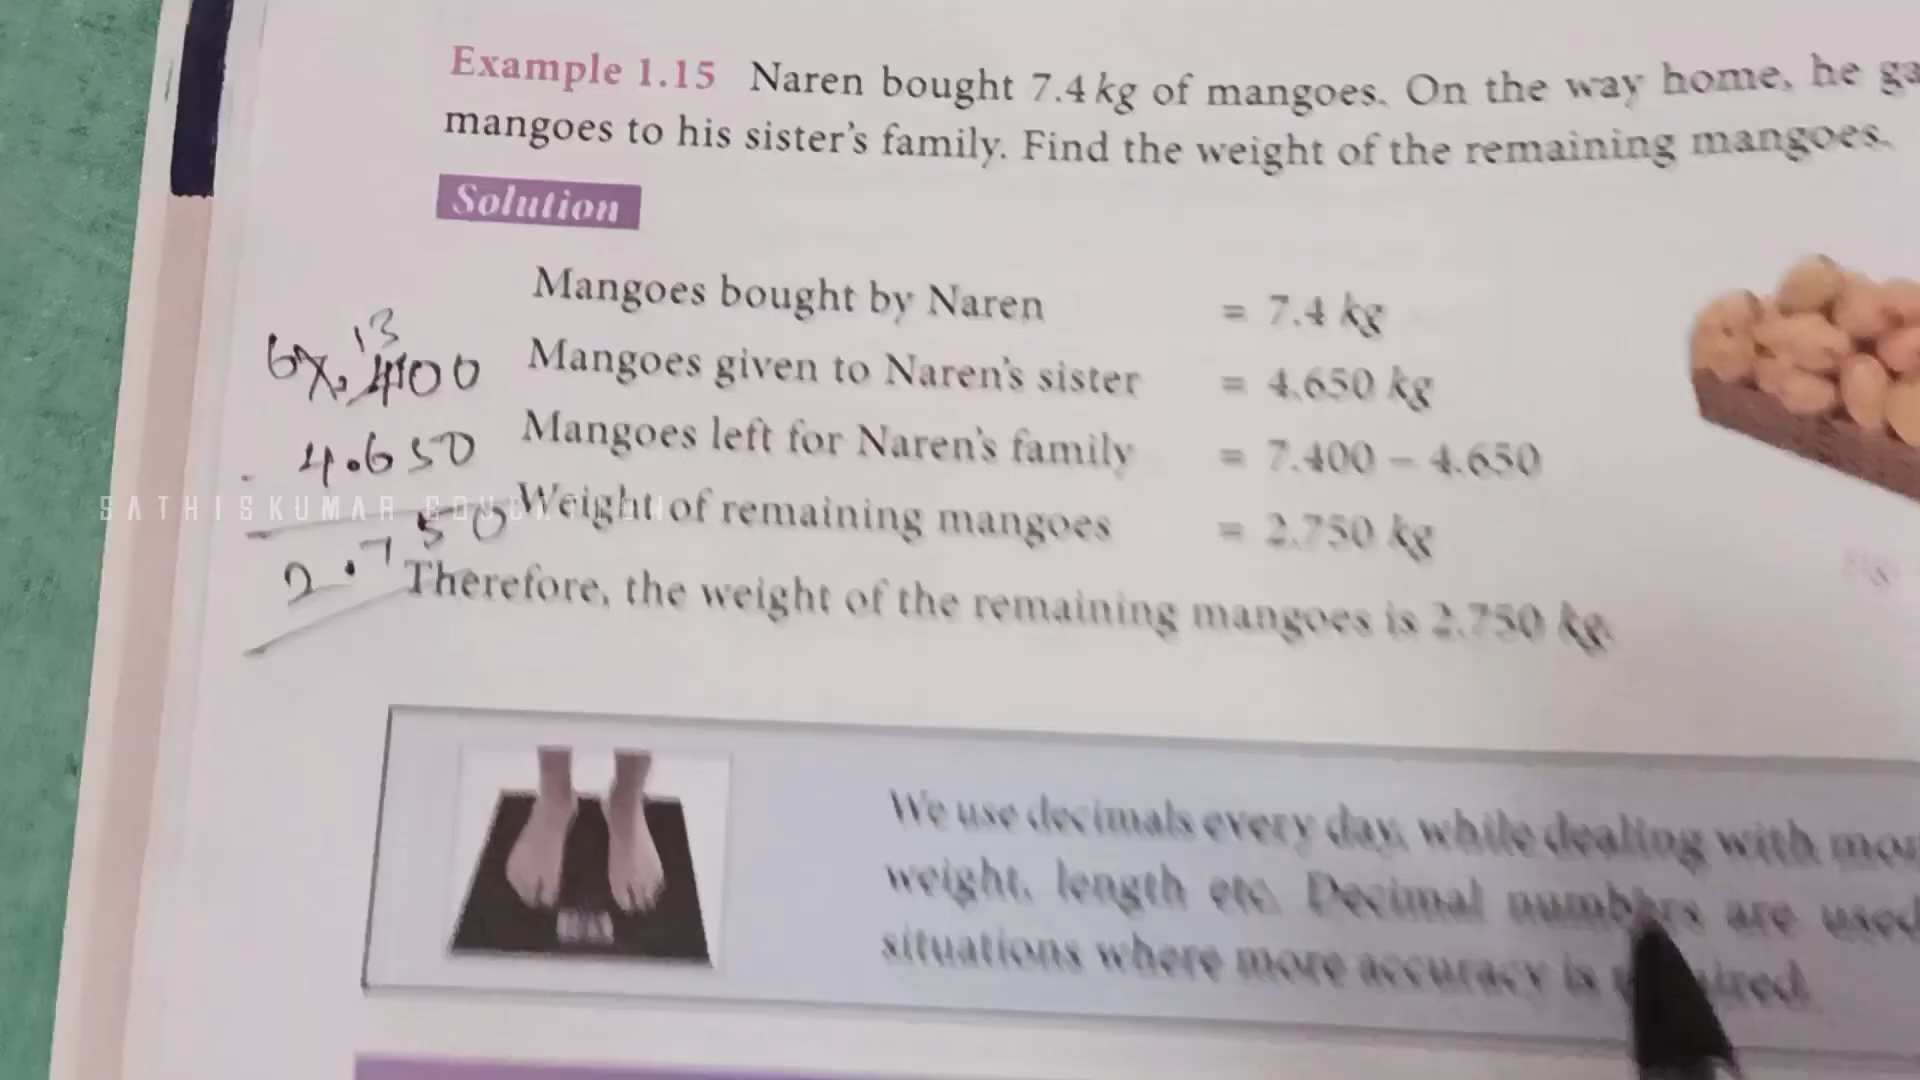 Example 1.15 Naren bought 7.4 kg of mangoes. On the way home, he ga
mangoes to his sister's family. Find the weight of the remaining mangoes.
Solution
Mangoes bought by Naren = 7.4 kg
Mangoes given to Naren's sister = 4.650 kg
Mangoes left for Naren's family = 7.400 – 4.650
Weight of remaining mangoes = 2.750 kg
Therefore, the weight of the remaining mangoes is 2.750 kg.
13
67.400
- 4.650
2.750
SATHISKUMAR
We use decimals every day, while dealing with
weight, length etc. Decimal numbers are used
situations where more accuracy is